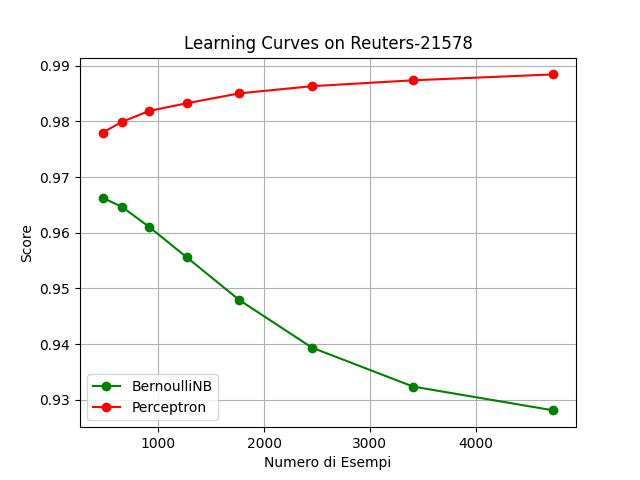 Learning Curves on Reuters-21578
0.99
0.98
0.97
0.96
0.95
0.94
0.93
Score
BernoulliNB
Perceptron
1000 2000 3000 4000
Numero di Esempi